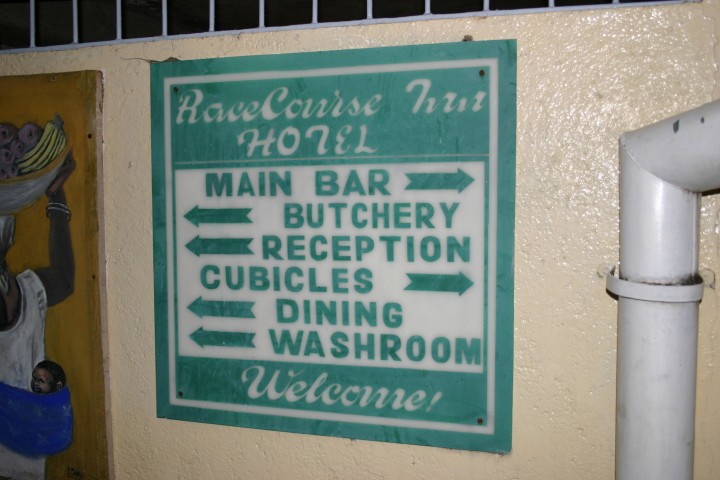 RaceCourse Inn
HOTEL
MAIN BAR
BUTCHERY
RECEPTION
CUBICLES
DINING
WASHROOM
Welcome!